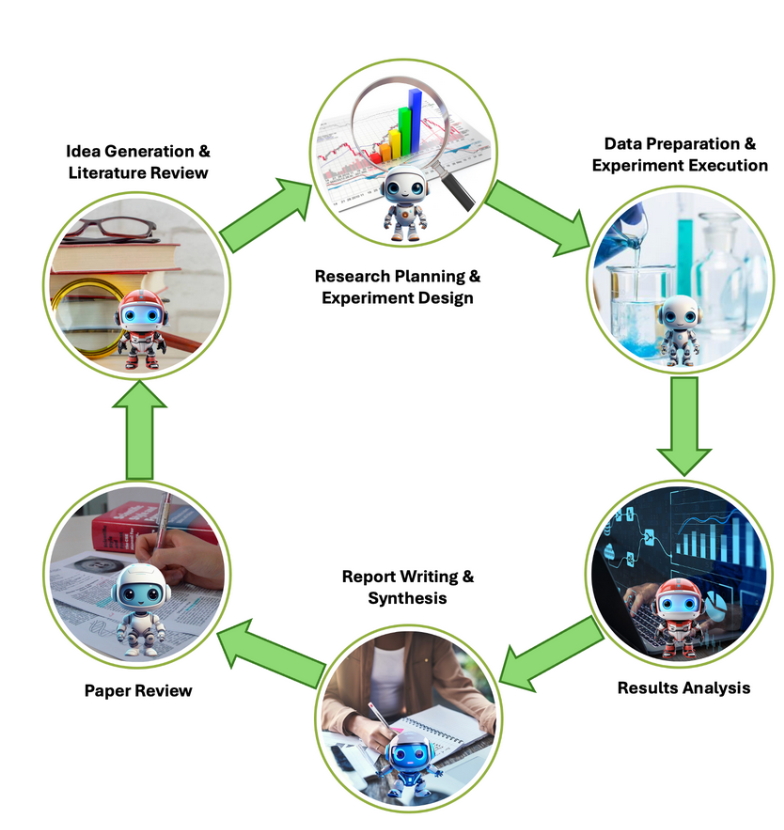 Idea Generation &
Literature Review
Research Planning &
Experiment Design
Data Preparation &
Experiment Execution
Results Analysis
Report Writing &
Synthesis
Paper Review